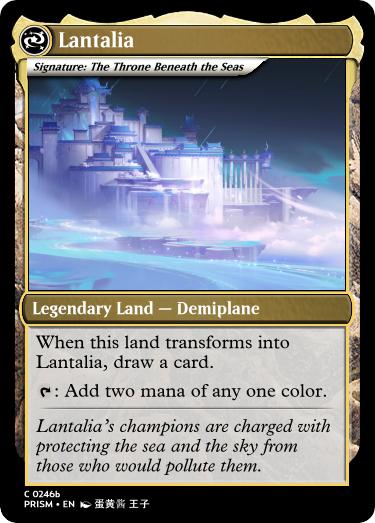 Lantalia
Signature: The Throne Beneath the Seas
Legendary Land — Demiplane
When this land transforms into
Lantalia, draw a card.
: Add two mana of any one color.
Lantalia's champions are charged with
protecting the sea and the sky from
those who would pollute them.
C 0246b
PRISM • EN 蛋黄酱 王子